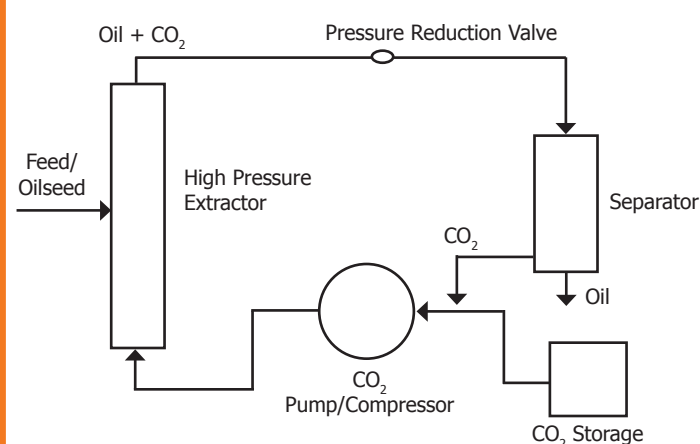 Oil + CO₂
Pressure Reduction Valve
Feed/
Oilseed
High Pressure
Extractor
Separator
CO₂
Oil
CO₂
Pump/Compressor
CO₂ Storage